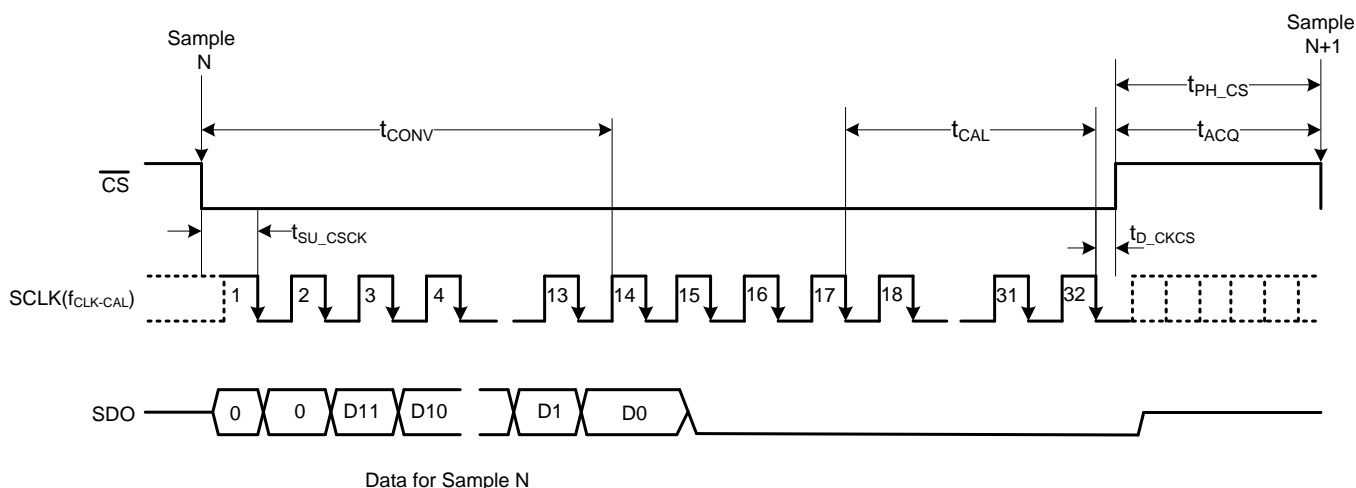 Sample
N
Sample
N+1
tPH_CS
tCONV
tCAL
tACQ
CS
tSU_CSCK
tD_CKCS
SCLK(fCLK-CAL)
1 2 3 4 13 14 15 16 17 18 31 32
SDO
0 0 D11 D10 D1 D0
Data for Sample N